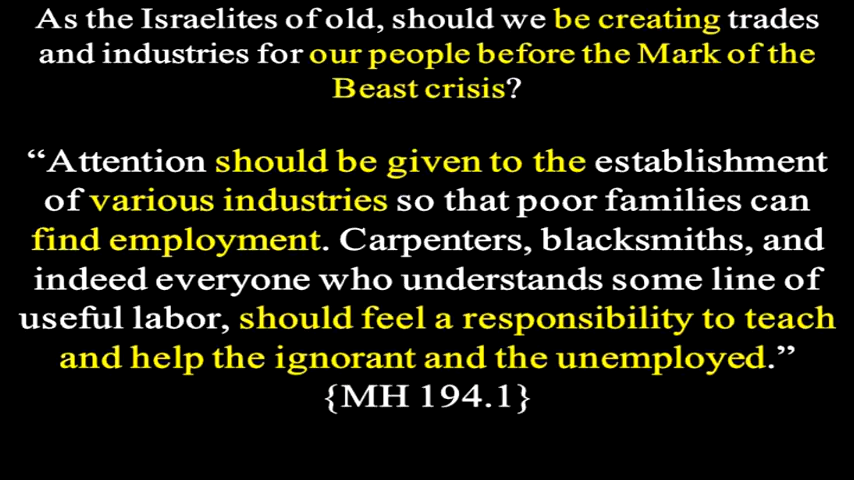 As the Israelites of old, should we be creating trades
and industries for our people before the Mark of the
Beast crisis?
“Attention should be given to the establishment
of various industries so that poor families can
find employment. Carpenters, blacksmiths, and
indeed everyone who understands some line of
useful labor, should feel a responsibility to teach
and help the ignorant and the unemployed.”
{MH 194.1}